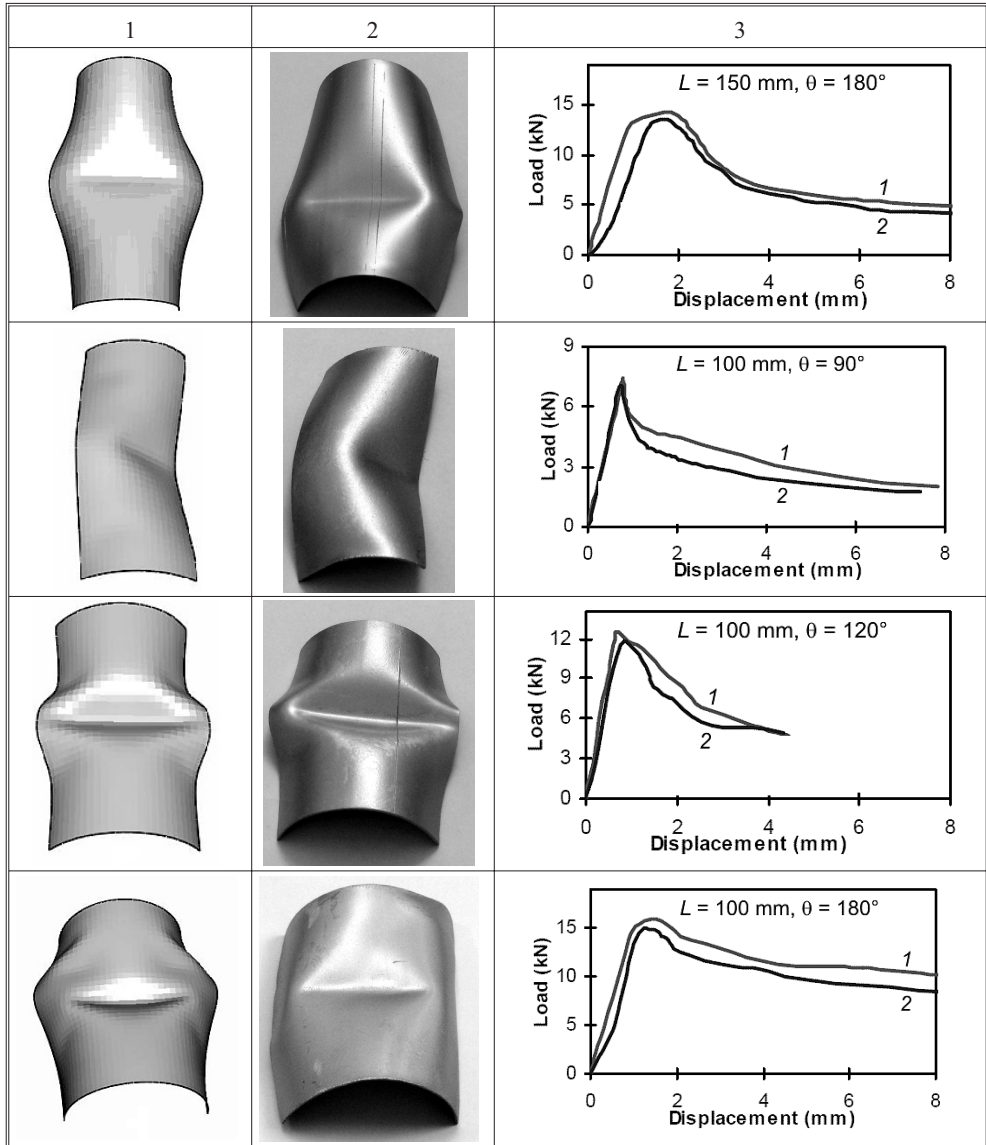 1 2 3
L = 150 mm, θ = 180°
Load (kN)
15
10
5
0
1
2
0 2 4 6 8
Displacement (mm)
L = 100 mm, θ = 90°
Load (kN)
9
6
3
0
1
2
0 2 4 6 8
Displacement (mm)
L = 100 mm, θ = 120°
Load (kN)
12
9
6
3
0
1
2
0 2 4 6 8
Displacement (mm)
L = 100 mm, θ = 180°
Load (kN)
15
10
5
0
1
2
0 2 4 6 8
Displacement (mm)